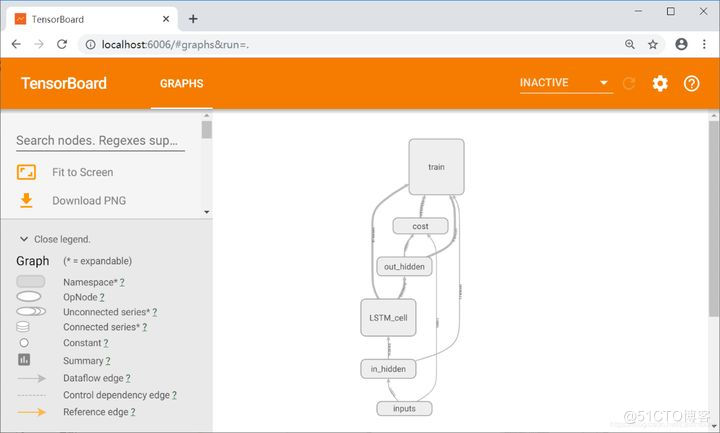 TensorBoard
localhost:6006/#graphs&run=.
TensorBoard
GRAPHS
INACTIVE
Search nodes. Regexes sup...
Fit to Screen
Download PNG
Close legend.
Graph (* = expandable)
Namespace* ?
OpNode ?
Unconnected series* ?
Connected series* ?
Constant ?
Summary ?
Dataflow edge ?
Control dependency edge ?
Reference edge ?
train
cost
out_hidden
LSTM_cell
in_hidden
inputs
@51CTO博客